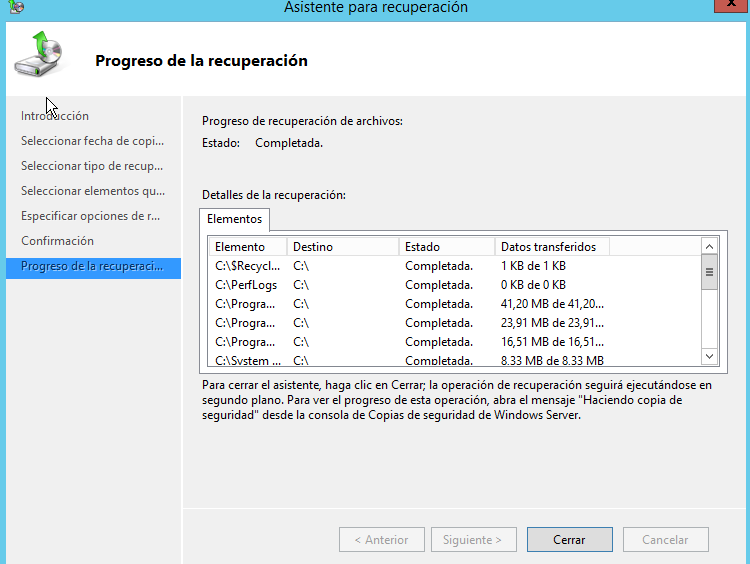 Asistente para recuperación
x
Progreso de la recuperación
Introducción
Seleccionar fecha de copi...
Seleccionar tipo de recup...
Seleccionar elementos qu...
Especificar opciones de r...
Confirmación
Progreso de la recuperaci...
Progreso de recuperación de archivos:
Estado: Completada.
Detalles de la recuperación:
Elementos
Elemento Destino Estado Datos transferidos
C:\$Recycl... C:\ Completada. 1 KB de 1 KB
C:\PerfLogs C:\ Completada. 0 KB de 0 KB
C:\Progra... C:\ Completada. 41,20 MB de 41,20...
C:\Progra... C:\ Completada. 23,91 MB de 23,91...
C:\Progra... C:\ Completada. 16,51 MB de 16,51...
C:\System ... C:\ Completada. 8.33 MB de 8.33 MB
Para cerrar el asistente, haga clic en Cerrar; la operación de recuperación seguirá ejecutándose en
segundo plano. Para ver el progreso de esta operación, abra el mensaje "Haciendo copia de
seguridad" desde la consola de Copias de seguridad de Windows Server.
< Anterior Siguiente > Cerrar Cancelar